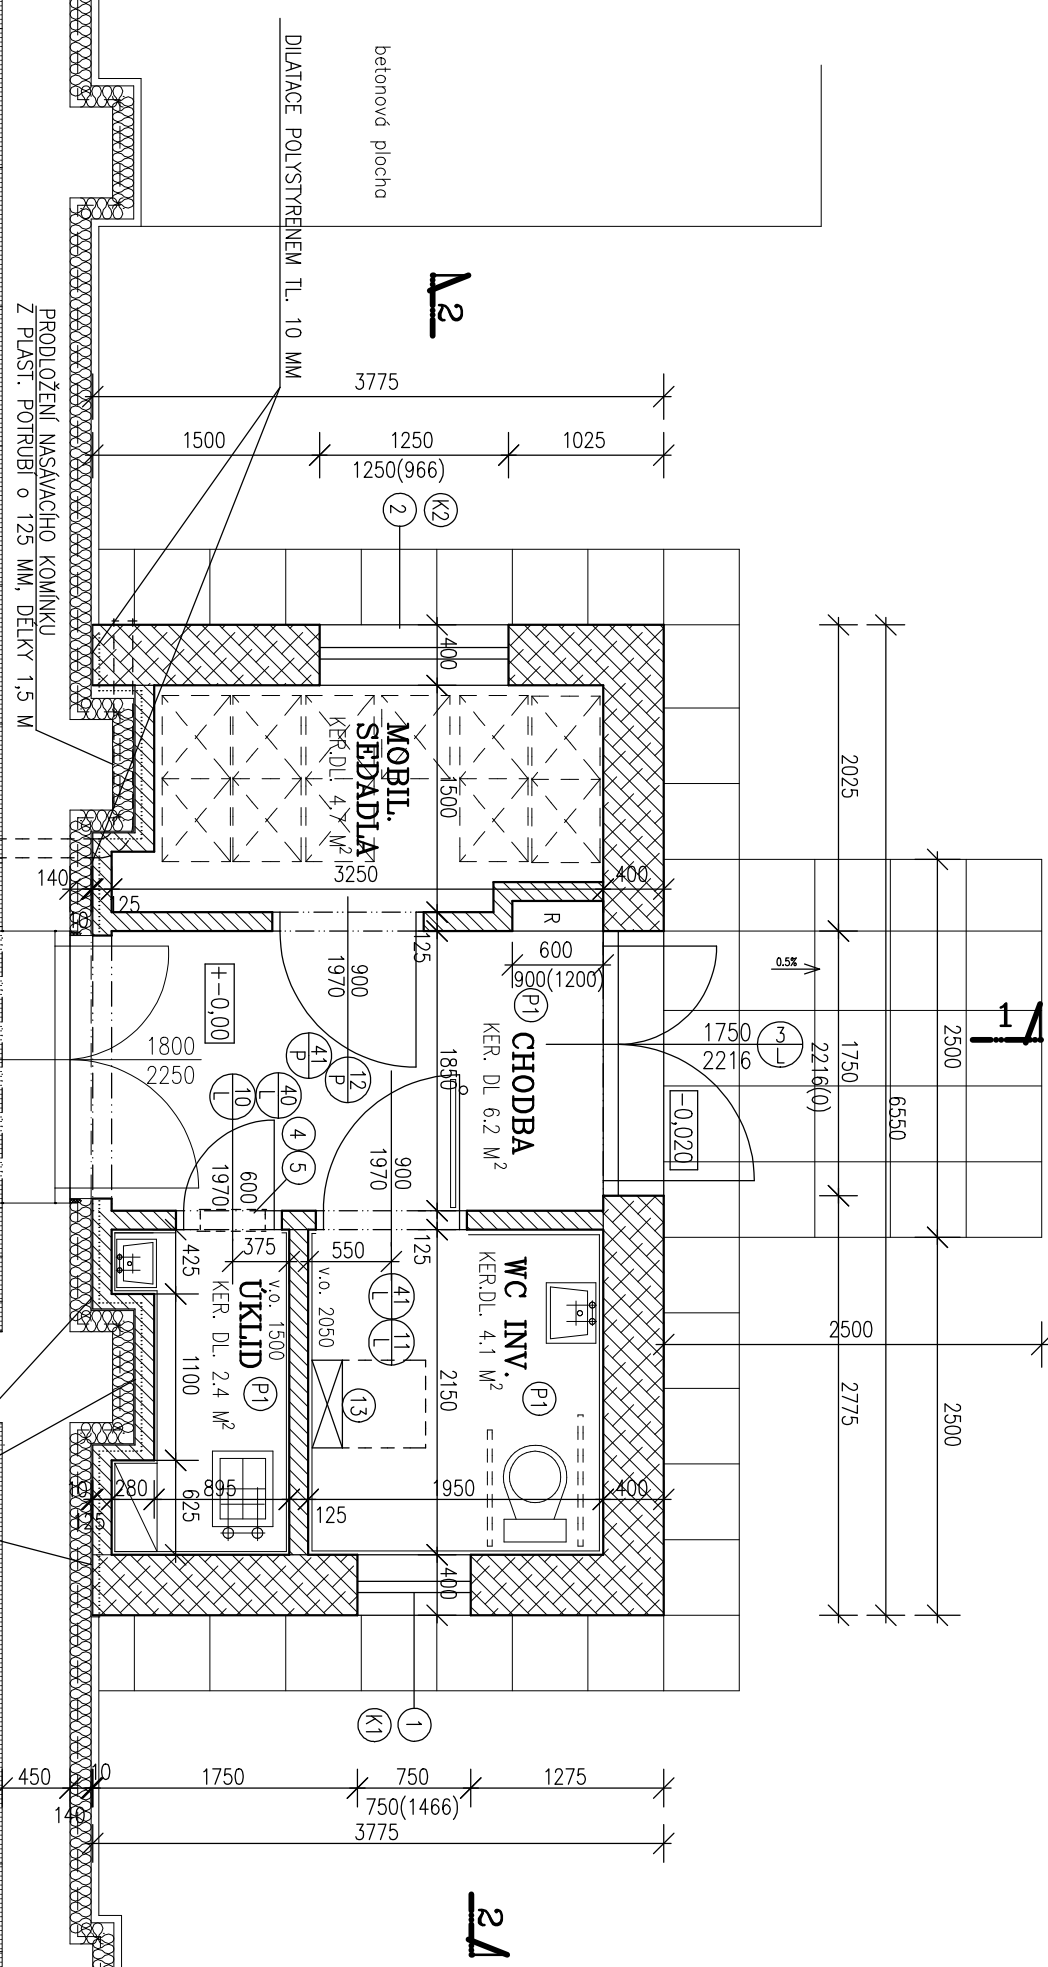 betonová plocha
DILATACE POLYSTYRENEM TL. 10 MM
PRODLOŽENÍ NASÁVACÍHO KOMÍNKU
Z PLAST. POTRUBÍ o 125 MM, DÉLKY 1,5 M
2
3775
1500
1250
1025
1250(966)
2
K2
400
MOBIL.
SEDADLA
KER.DL. 4.7 M²
1500
2025
140
10
125
3250
400
R
125
600
900(1200)
900
1970
+-0,00
0.5%
P1
CHODBA
KER. DL 6.2 M²
1750
2216
3
L
1750
2216(0)
6550
2500
1
1800
2250
41
P
12
P
1850
10
L
40
L
4
5
-0,020
900
1970
600
1970
375
550
125
425
v.o. 1500
v.o. 2050
ÚKLID
KER. DL. 2.4 M²
P1
41
L
11
L
WC INV.
KER.DL. 4.1 M²
P1
2500
1100
13
2150
2775
2500
10
125
280
895
625
125
1950
400
400
K1
1
450
10
140
1750
750
1275
750(1466)
3775
2